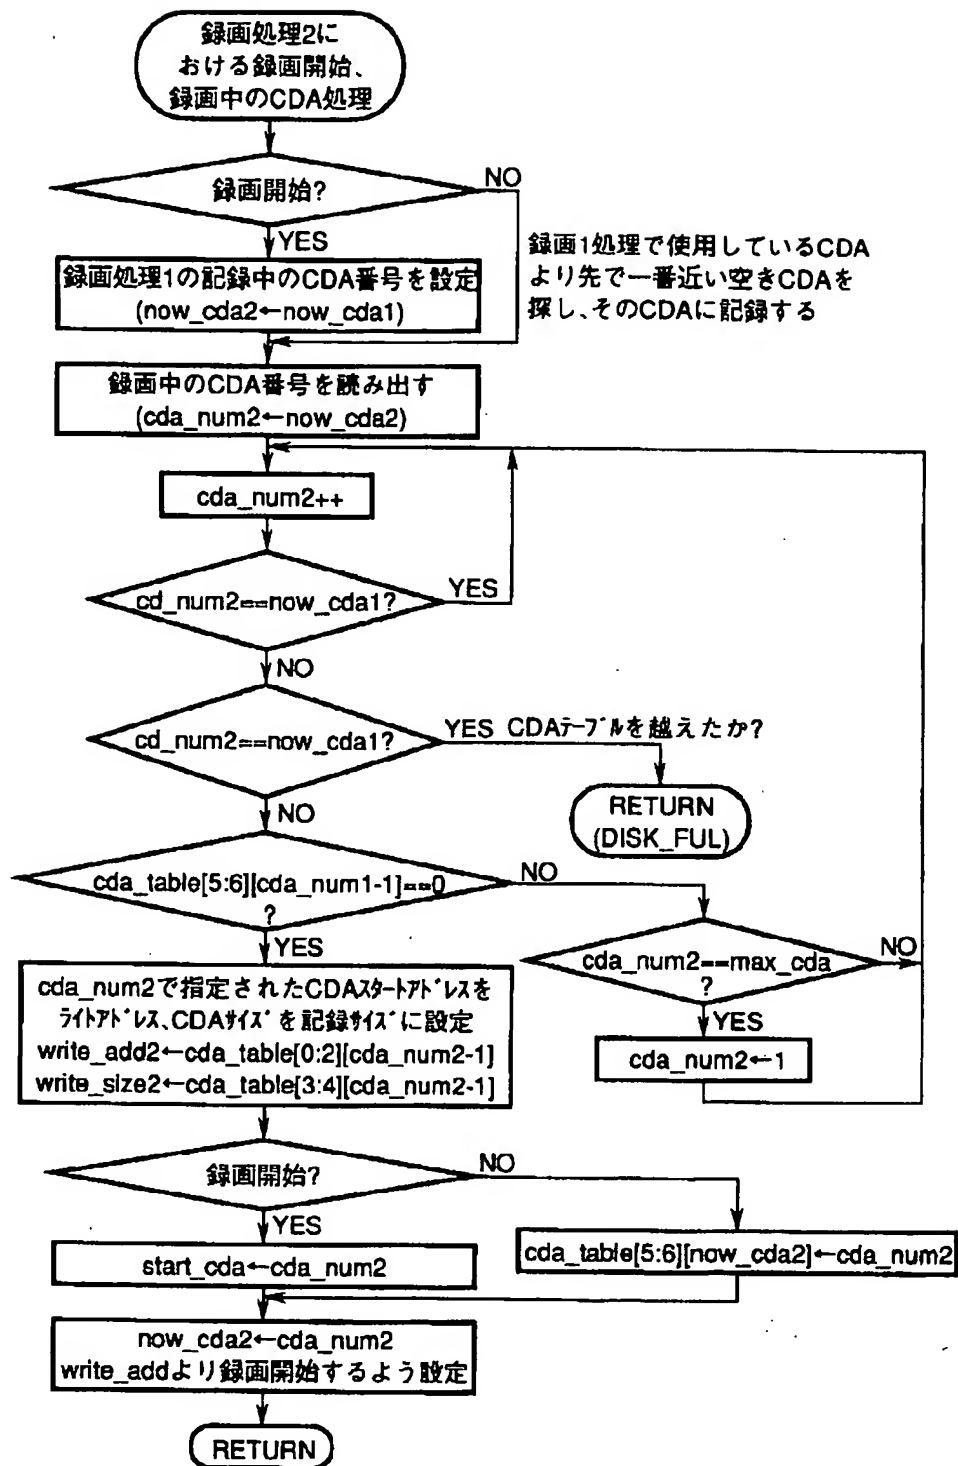 録画処理2に
おける録画開始、
録画中のCDA処理
録画開始?
NO
YES
録画1処理で使用しているCDA
より先で一番近い空きCDAを
探し、そのCDAに記録する
録画処理1の記録中のCDA番号を設定
(now_cda2←now_cda1)
録画中のCDA番号を読み出す
(cda_num2←now_cda2)
cda_num2++
cd_num2==now_cda1?
YES
NO
cd_num2==now_cda1?
YES CDAテーブルを越えたか?
RETURN
(DISK_FUL)
NO
cda_table[5:6][cda_num1-1]==0
?
NO
YES
cda_num2==max_cda
?
NO
YES
cda_num2←1
cda_num2で指定されたCDAスタートアドレスを
ライトアドレス、CDAサイズを記録サイズに設定
write_add2←cda_table[0:2][cda_num2-1]
write_size2←cda_table[3:4][cda_num2-1]
録画開始?
NO
YES
start_cda←cda_num2
cda_table[5:6][now_cda2]←cda_num2
now_cda2←cda_num2
write_addより録画開始するよう設定
RETURN